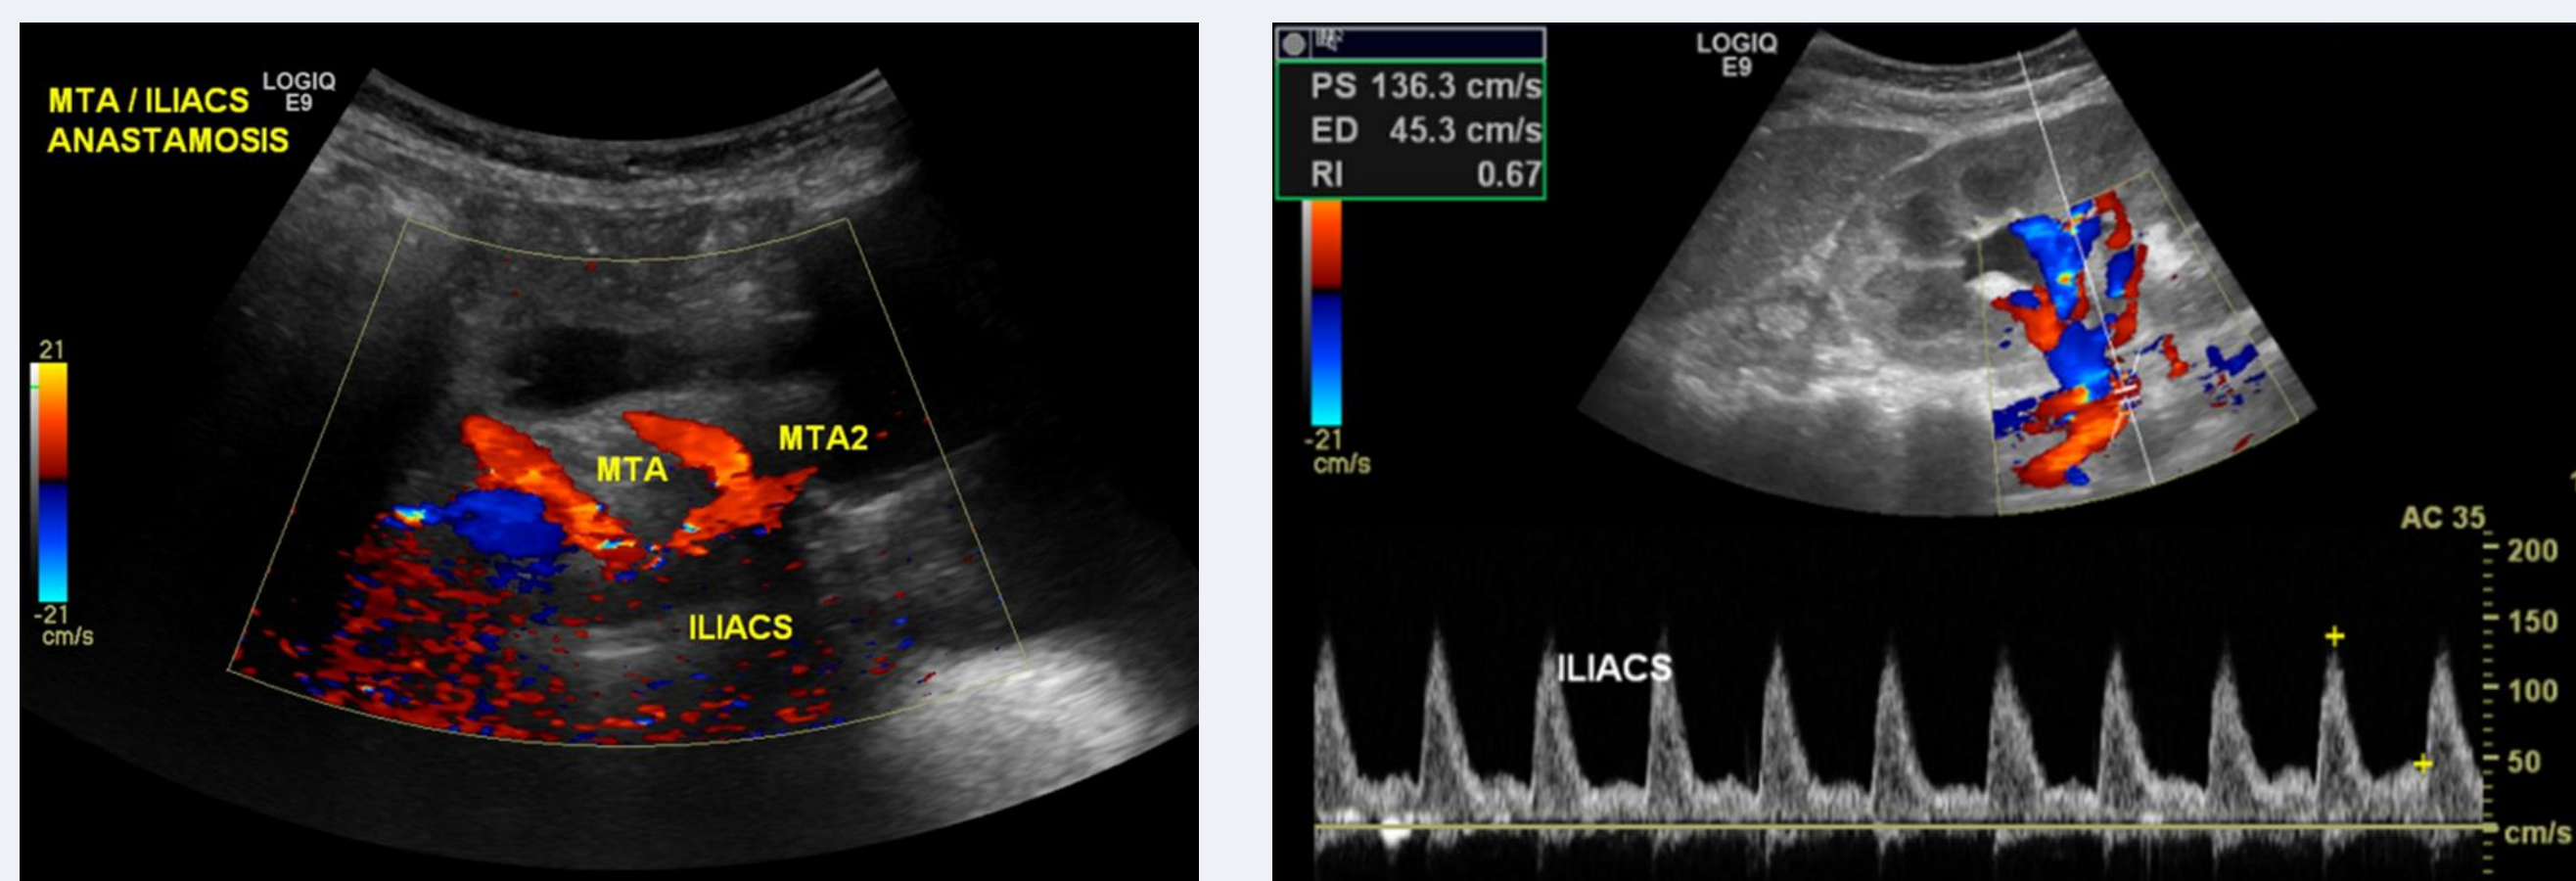 MTA / ILIACS
ANASTAMOSIS
LOGIQ
E9
21
-21
cm/s
MTA
MTA2
ILIACS
PS 136.3 cm/s
ED 45.3 cm/s
RI 0.67
LOGIQ
E9
-21
cm/s
AC 35
200
150
100
50
cm/s
ILIACS